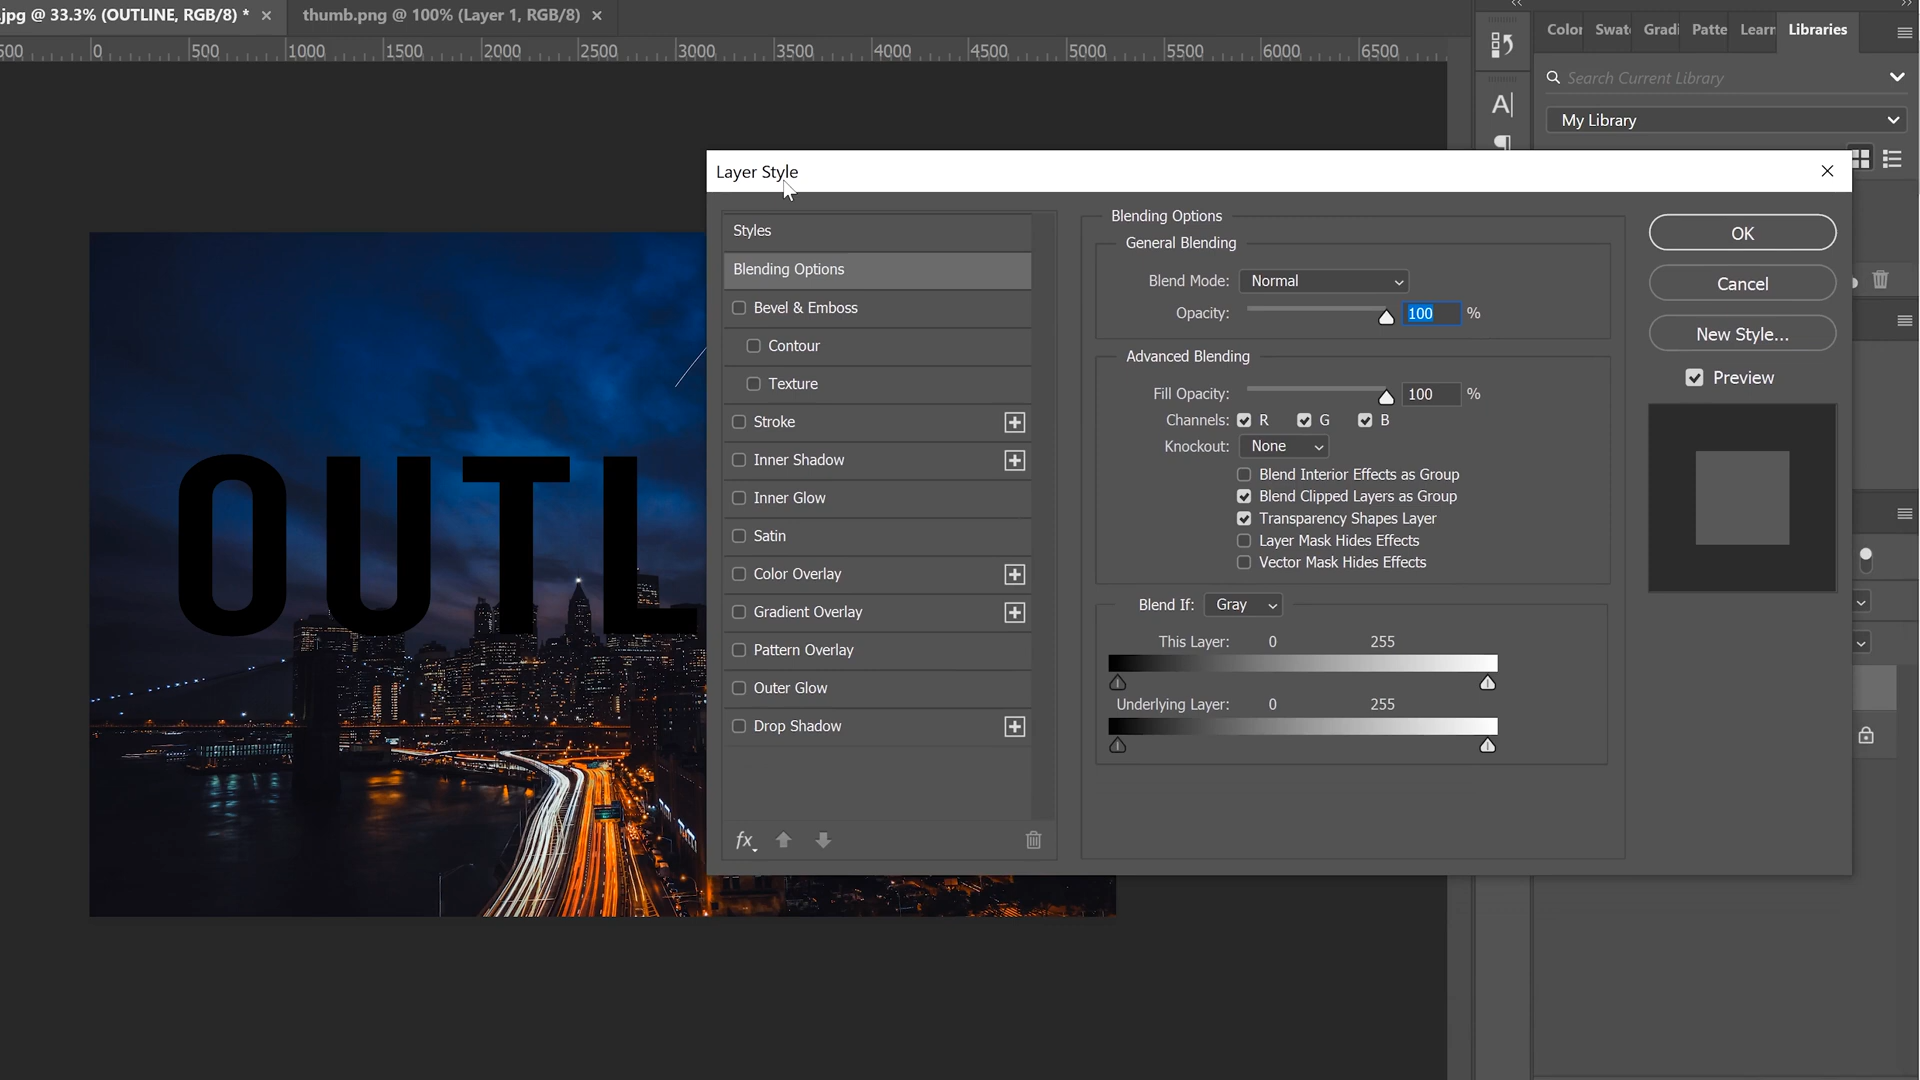 .jpg @ 33.3% (OUTLINE, RGB/8) * ×
thumb.png @ 100% (Layer 1, RGB/8) ×
500 0 500 1000 1500 2000 2500 3000 3500 4000 4500 5000 5500 6000 6500
Color Swat Gradi Patte Learn Libraries
Search Current Library
My Library
A
Layer Style
Styles
Blending Options
Bevel & Emboss
Contour
Texture
Stroke
Inner Shadow
Inner Glow
Satin
Color Overlay
Gradient Overlay
Pattern Overlay
Outer Glow
Drop Shadow
fx
Blending Options
General Blending
Blend Mode: Normal
Opacity: 100 %
Advanced Blending
Fill Opacity: 100 %
Channels: R G B
Knockout: None
Blend Interior Effects as Group
Blend Clipped Layers as Group
Transparency Shapes Layer
Layer Mask Hides Effects
Vector Mask Hides Effects
Blend If: Gray
This Layer: 0 255
Underlying Layer: 0 255
OK
Cancel
New Style...
Preview
OUTL